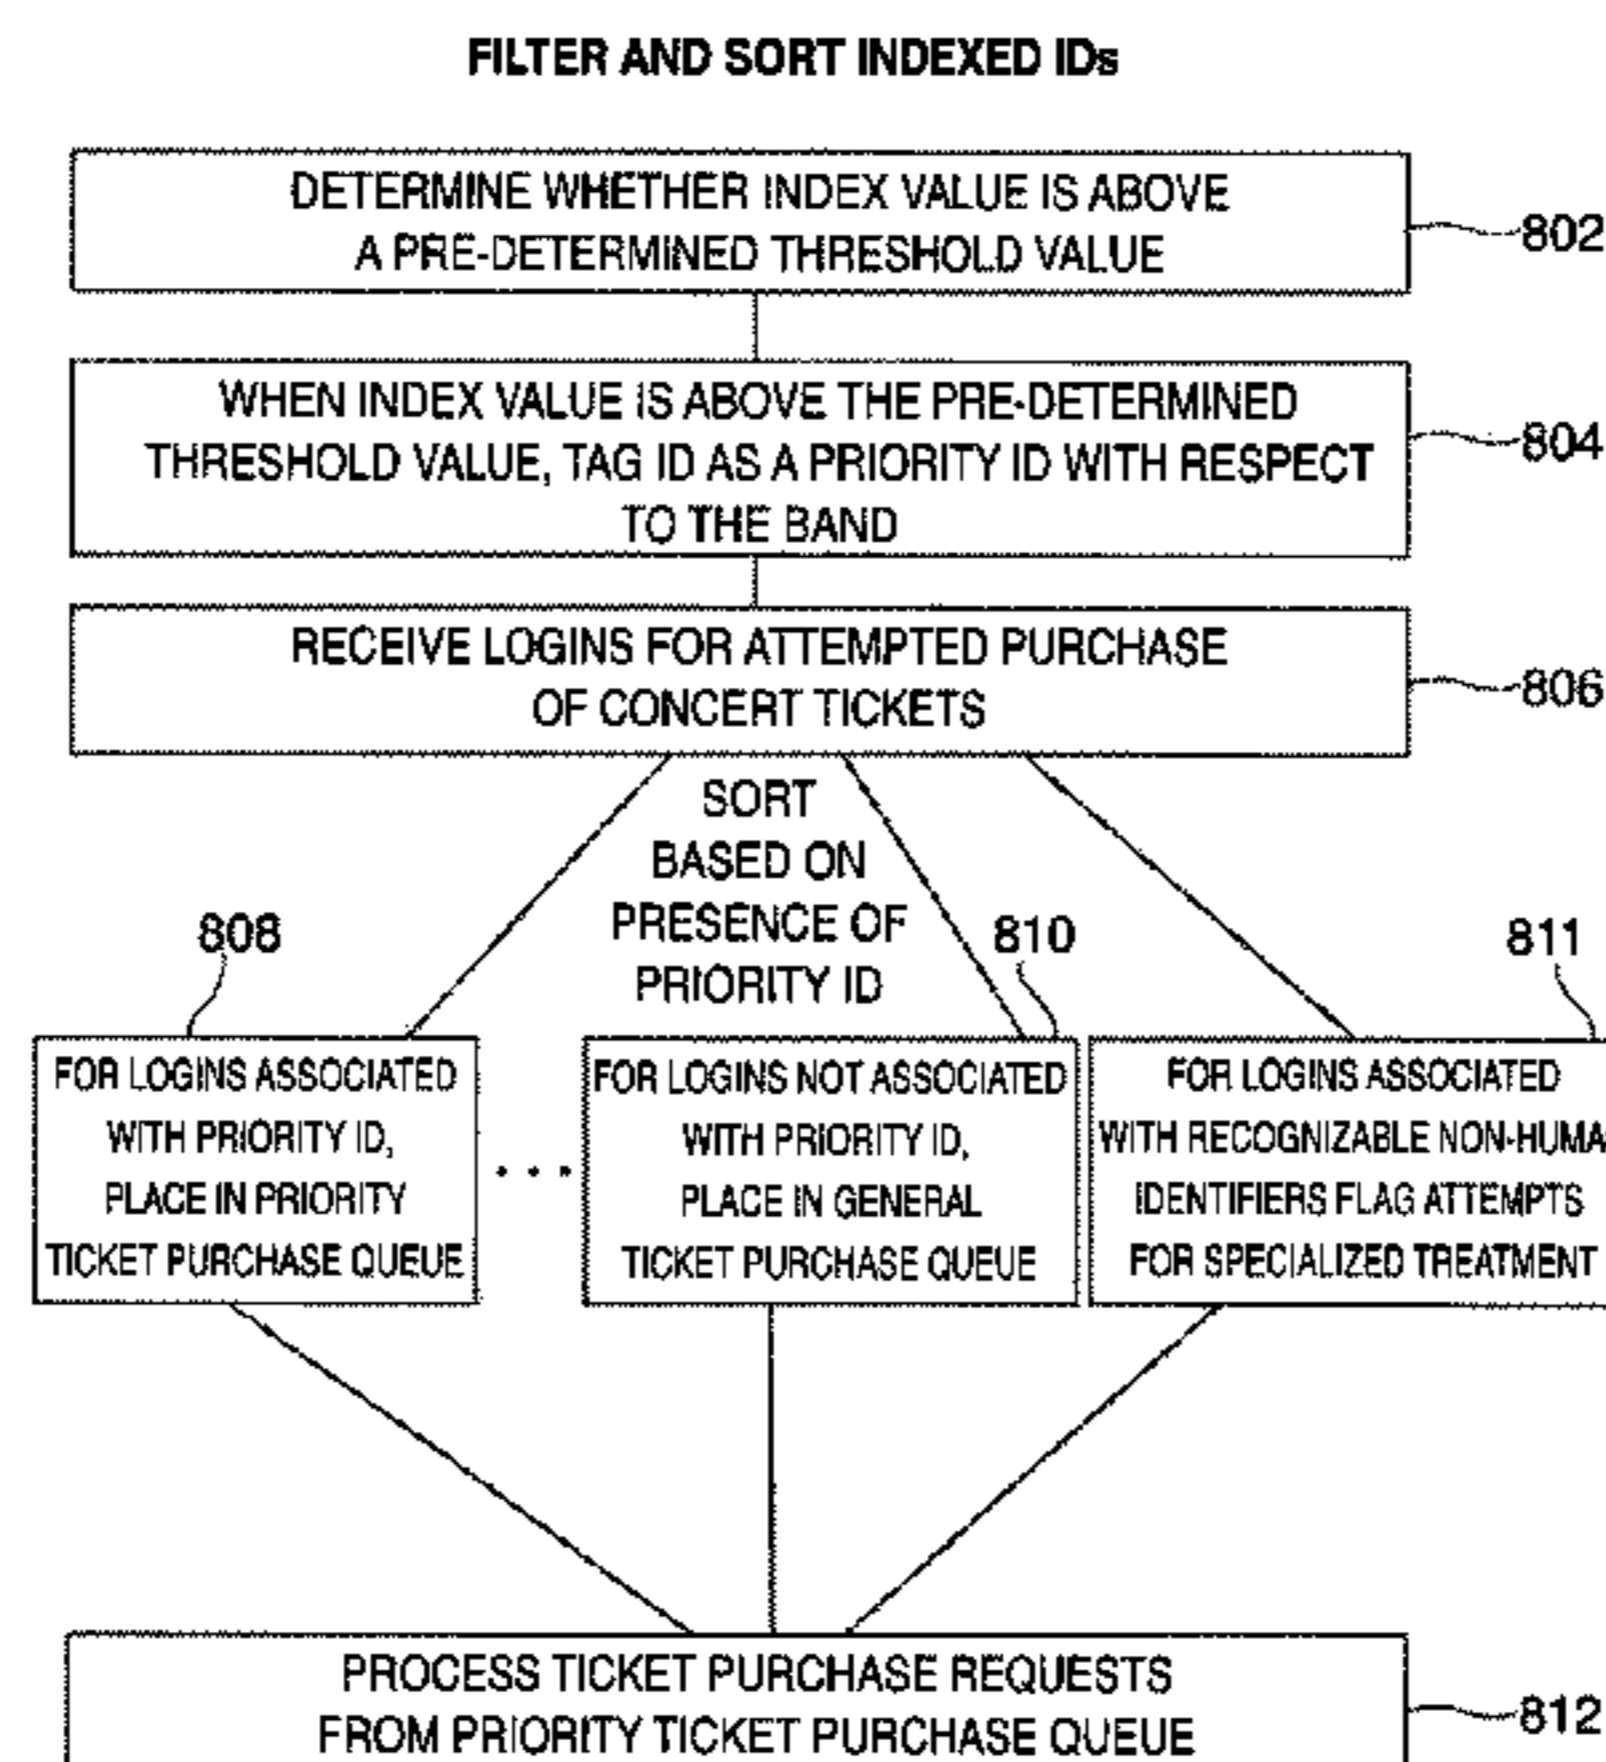 FILTER AND SORT INDEXED IDs
DETERMINE WHETHER INDEX VALUE IS ABOVE
A PRE-DETERMINED THRESHOLD VALUE
802
WHEN INDEX VALUE IS ABOVE THE PRE-DETERMINED
THRESHOLD VALUE, TAG ID AS A PRIORITY ID WITH RESPECT
TO THE BAND
804
RECEIVE LOGINS FOR ATTEMPTED PURCHASE
OF CONCERT TICKETS
806
SORT
BASED ON
PRESENCE OF
PRIORITY ID
808
FOR LOGINS ASSOCIATED
WITH PRIORITY ID,
PLACE IN PRIORITY
TICKET PURCHASE QUEUE
...
810
FOR LOGINS NOT ASSOCIATED
WITH PRIORITY ID,
PLACE IN GENERAL
TICKET PURCHASE QUEUE
811
FOR LOGINS ASSOCIATED
WITH RECOGNIZABLE NON-HUMA
IDENTIFIERS FLAG ATTEMPTS
FOR SPECIALIZED TREATMENT
PROCESS TICKET PURCHASE REQUESTS
FROM PRIORITY TICKET PURCHASE QUEUE
812